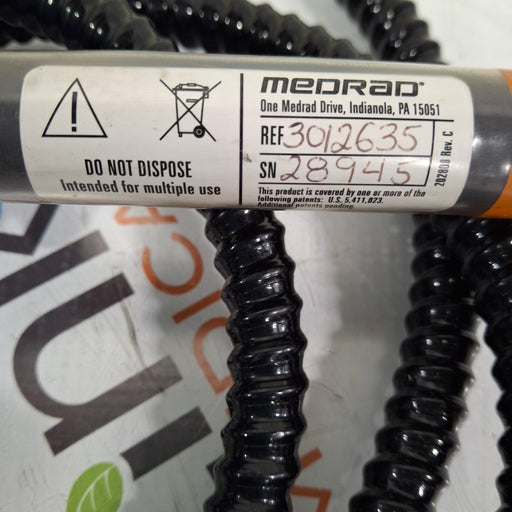 MEDRAD®
One Medrad Drive, Indianola, PA 15051
REF 3012635
SN 28945
This product is covered by one or more of the
following patents: U.S. 5,411,023.
Additional patents pending.
DO NOT DISPOSE
Intended for multiple use
202808 Rev. C